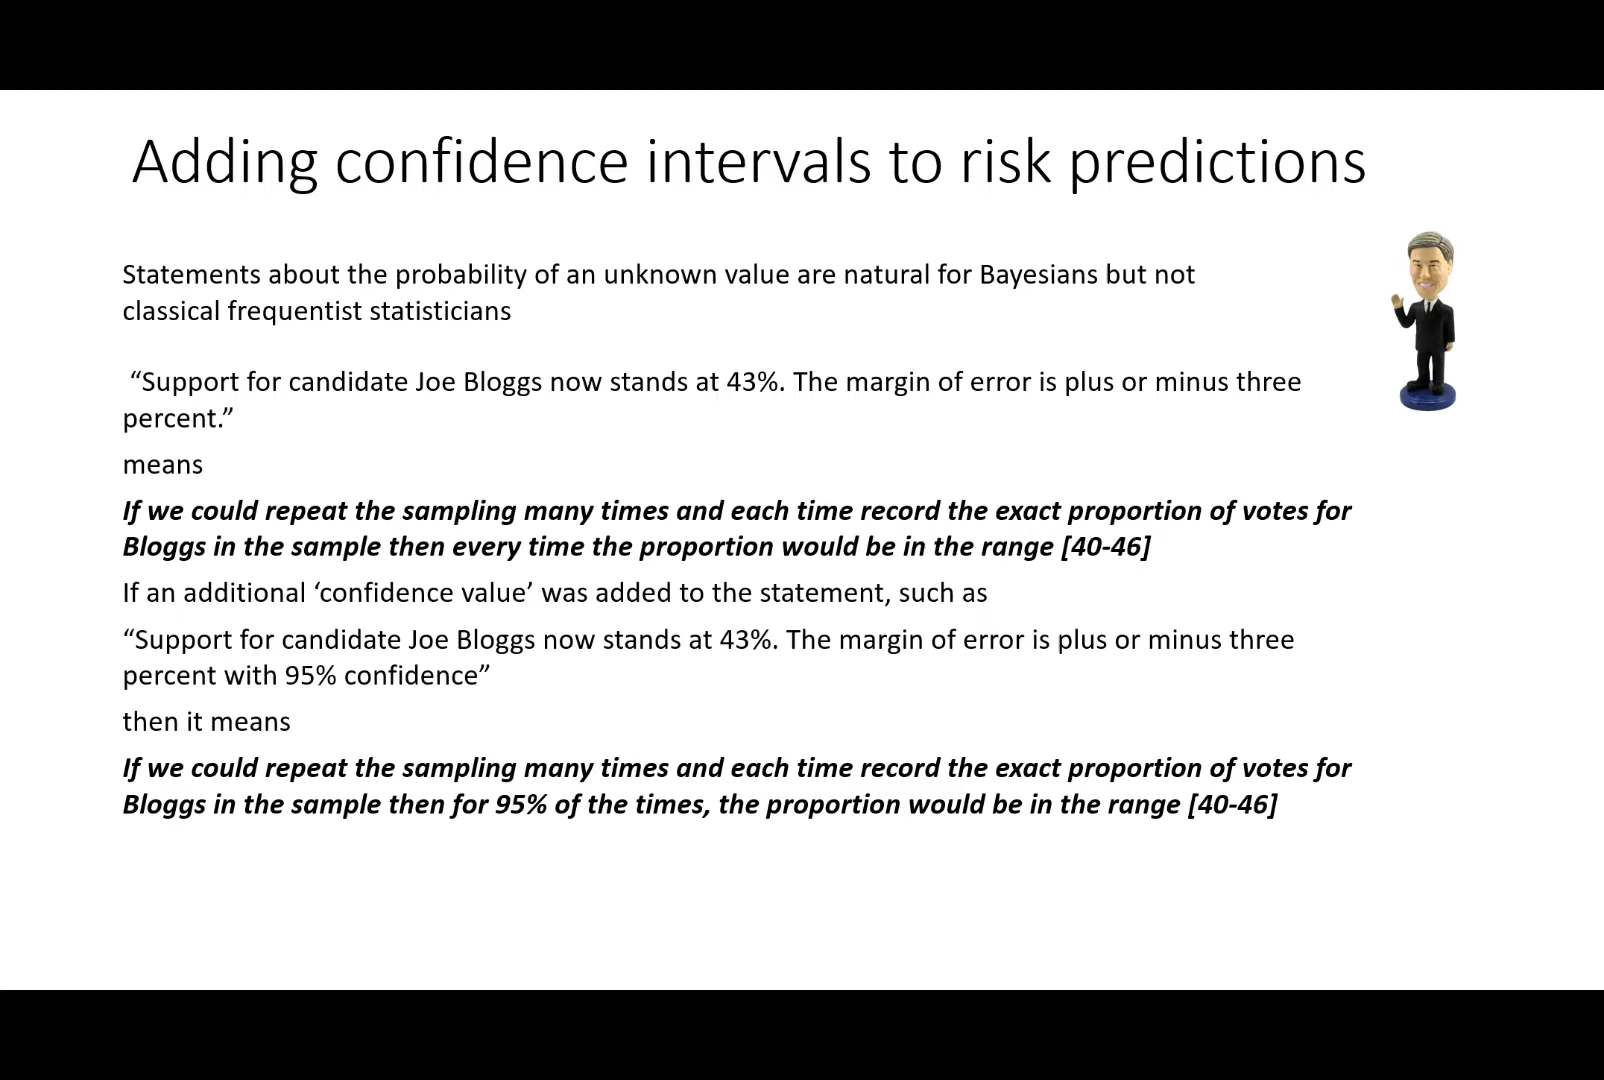 Adding confidence intervals to risk predictions
Statements about the probability of an unknown value are natural for Bayesians but not
classical frequentist statisticians
“Support for candidate Joe Bloggs now stands at 43%. The margin of error is plus or minus three
percent.”
means
If we could repeat the sampling many times and each time record the exact proportion of votes for
Bloggs in the sample then every time the proportion would be in the range [40-46]
If an additional ‘confidence value’ was added to the statement, such as
“Support for candidate Joe Bloggs now stands at 43%. The margin of error is plus or minus three
percent with 95% confidence”
then it means
If we could repeat the sampling many times and each time record the exact proportion of votes for
Bloggs in the sample then for 95% of the times, the proportion would be in the range [40-46]